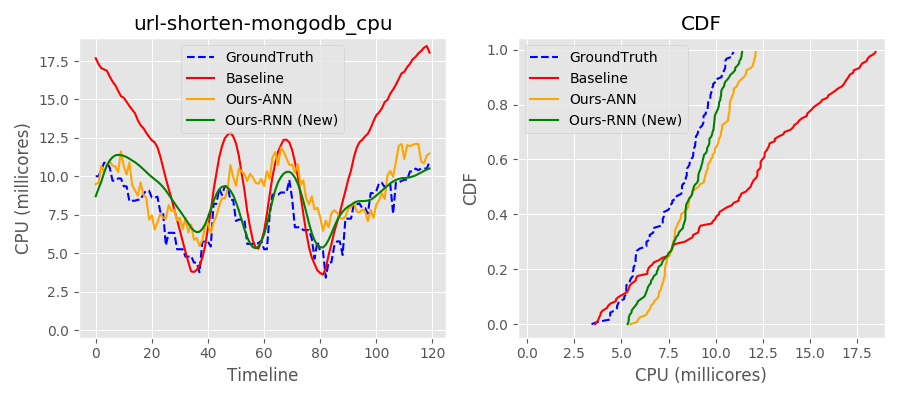 url-shorten-mongodb_cpu
CPU (millicores)
17.5
15.0
12.5
10.0
7.5
5.0
2.5
0.0
GroundTruth
Baseline
Ours-ANN
Ours-RNN (New)
0 20 40 60 80 100 120
Timeline
CDF
CDF
1.0
0.8
0.6
0.4
0.2
0.0
GroundTruth
Baseline
Ours-ANN
Ours-RNN (New)
0.0 2.5 5.0 7.5 10.0 12.5 15.0 17.5
CPU (millicores)